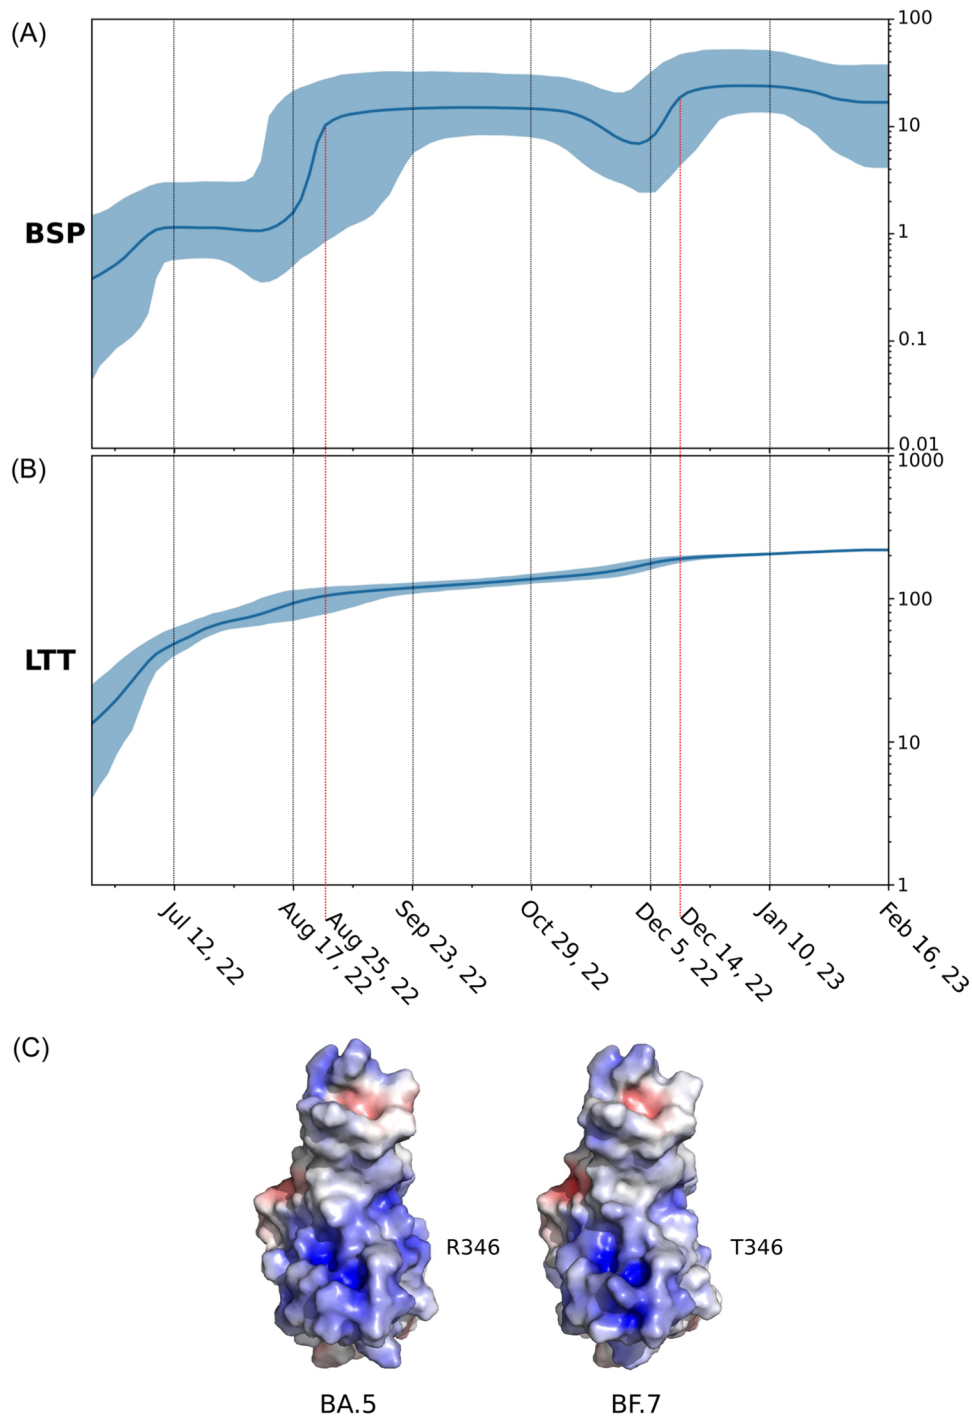 (A)
BSP
100
10
1
0.1
0.01
(B)
LTT
1000
100
10
1
Jul 12, 22
Aug 17, 22
Aug 25, 22
Sep 23, 22
Oct 29, 22
Dec 5, 22
Dec 14, 22
Jan 10, 23
Feb 16, 23
(C)
R346
T346
BA.5
BF.7